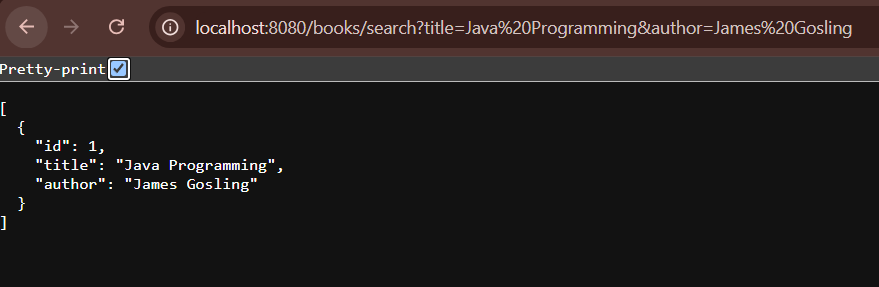 localhost:8080/books/search?title=Java%20Programming&author=James%20Gosling
Pretty-print
[
  {
    "id": 1,
    "title": "Java Programming",
    "author": "James Gosling"
  }
]